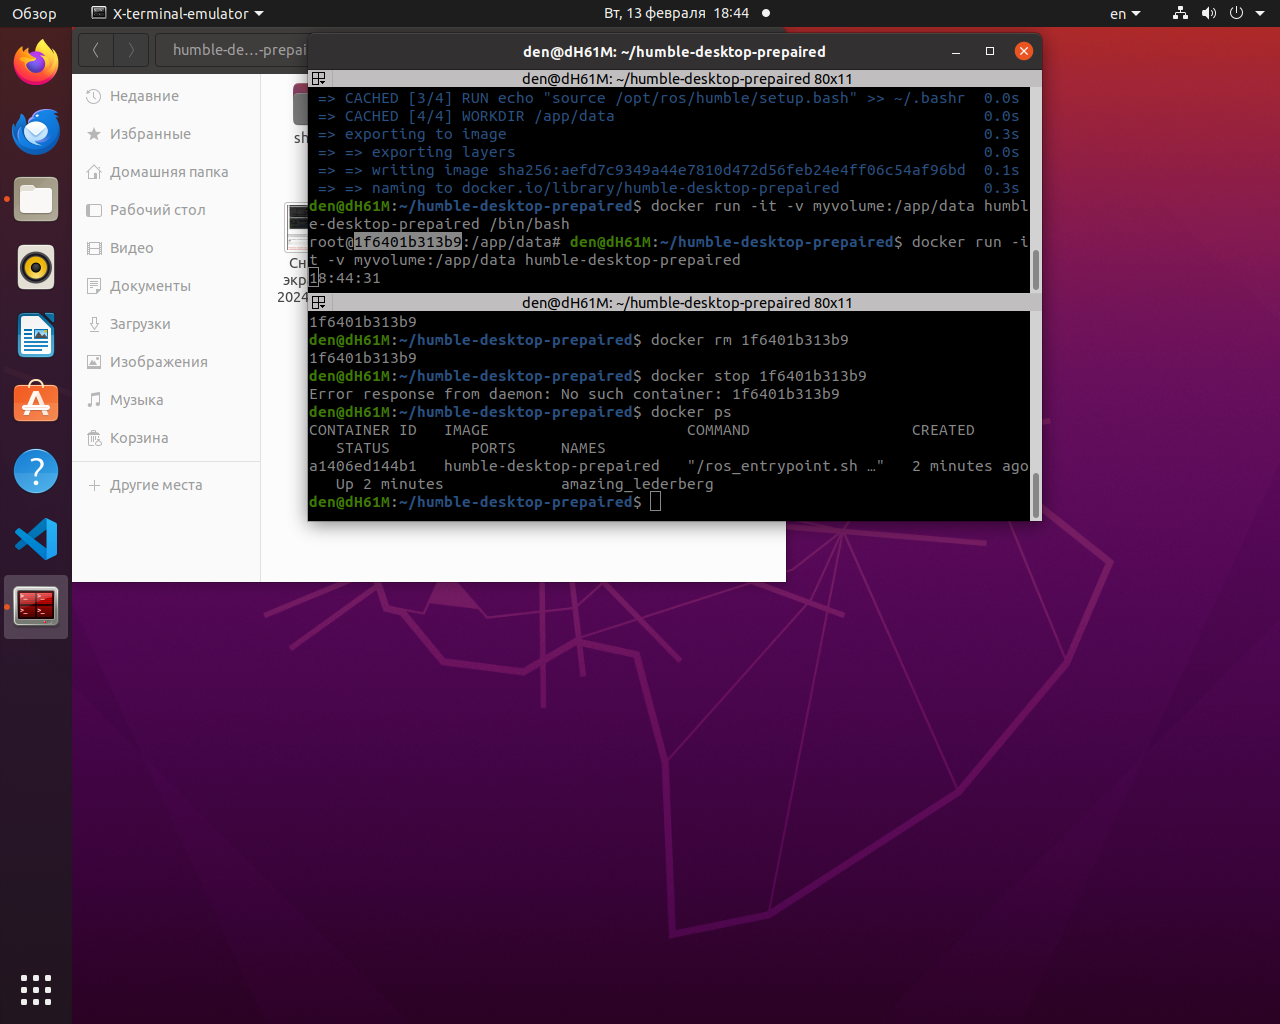 Обзор
X-terminal-emulator
Вт, 13 февраля 18:44
en
humble-de...-prepai
den@dH61M: ~/humble-desktop-prepaired
Недавние
Избранные
Домашняя папка
Рабочий стол
Видео
Документы
Загрузки
Изображения
Музыка
Корзина
Другие места
sh
Сн
экр
2024
den@dH61M: ~/humble-desktop-prepaired 80x11
=> CACHED [3/4] RUN echo "source /opt/ros/humble/setup.bash" >> ~/.bashr 0.0s
=> CACHED [4/4] WORKDIR /app/data 0.0s
=> exporting to image 0.3s
=> => exporting layers 0.0s
=> => writing image sha256:aefd7c9349a44e7810d472d56feb24e4ff06c54af96bd 0.1s
=> => naming to docker.io/library/humble-desktop-prepaired 0.3s
den@dH61M:~/humble-desktop-prepaired$ docker run -it -v myvolume:/app/data humbl
e-desktop-prepaired /bin/bash
root@1f6401b313b9:/app/data# den@dH61M:~/humble-desktop-prepaired$ docker run -i
t -v myvolume:/app/data humble-desktop-prepaired
18:44:31
den@dH61M: ~/humble-desktop-prepaired 80x11
1f6401b313b9
den@dH61M:~/humble-desktop-prepaired$ docker rm 1f6401b313b9
1f6401b313b9
den@dH61M:~/humble-desktop-prepaired$ docker stop 1f6401b313b9
Error response from daemon: No such container: 1f6401b313b9
den@dH61M:~/humble-desktop-prepaired$ docker ps
CONTAINER ID IMAGE COMMAND CREATED
STATUS PORTS NAMES
a1406ed144b1 humble-desktop-prepaired "/ros_entrypoint.sh …" 2 minutes ago
Up 2 minutes amazing_lederberg
den@dH61M:~/humble-desktop-prepaired$